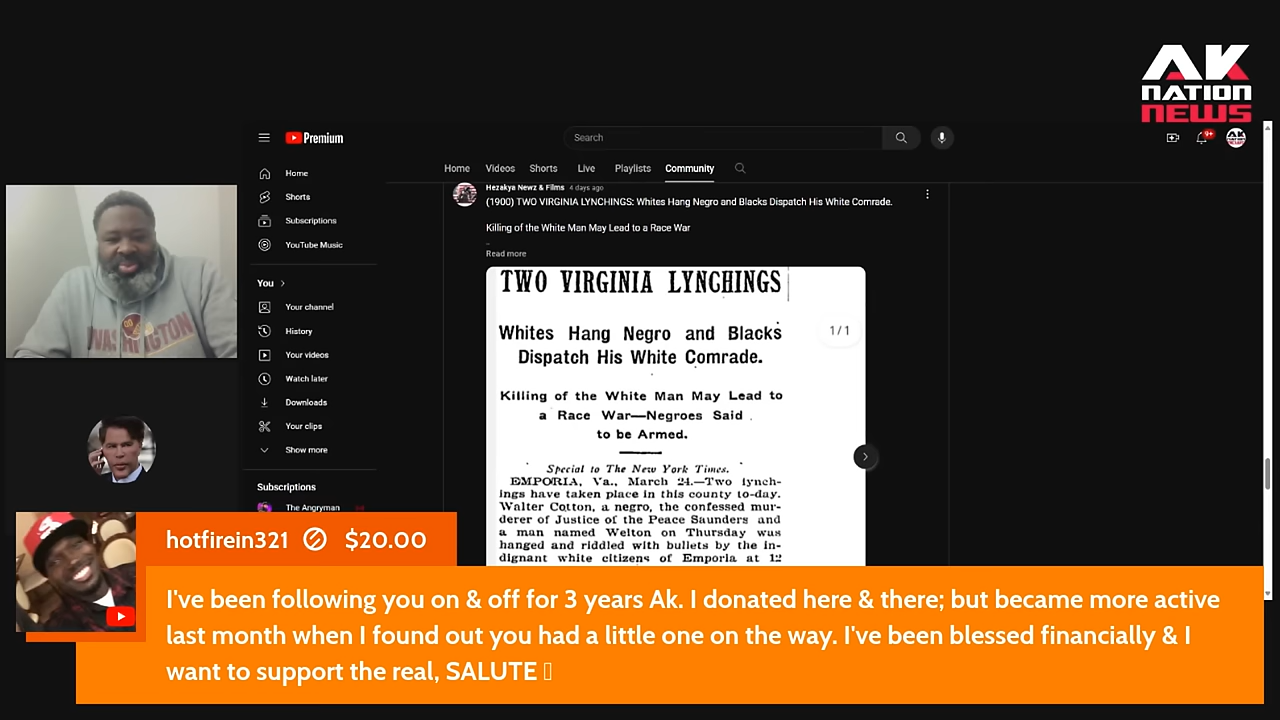 AK
NATION
NEWS
Premium
Search
9+
Home
Videos
Shorts
Live
Playlists
Community
Home
Shorts
Subscriptions
YouTube Music
You
Your channel
History
Your videos
Watch later
Downloads
Your clips
Show more
Subscriptions
The Angryman
Hezakya Newz & Films 4 days ago
(1900) TWO VIRGINIA LYNCHINGS: Whites Hang Negro and Blacks Dispatch His White Comrade.
Killing of the White Man May Lead to a Race War
..
Read more
TWO VIRGINIA LYNCHINGS
1/1
Whites Hang Negro and Blacks
Dispatch His White Comrade.
Killing of the White Man May Lead to
a Race War—Negroes Said
to be Armed.
Special to The New York Times.
EMPORIA, Va., March 24.—Two lynch-
ings have taken place in this county to-day.
Walter Cotton, a negro, the confessed mur-
derer of Justice of the Peace Saunders and
a man named Welton on Thursday was
hanged and riddled with bullets by the in-
dignant white citizens of Emporia at 12
WASHINGTON
hotfirein321 $20.00
I've been following you on & off for 3 years Ak. I donated here & there; but became more active
last month when I found out you had a little one on the way. I've been blessed financially & I
want to support the real, SALUTE